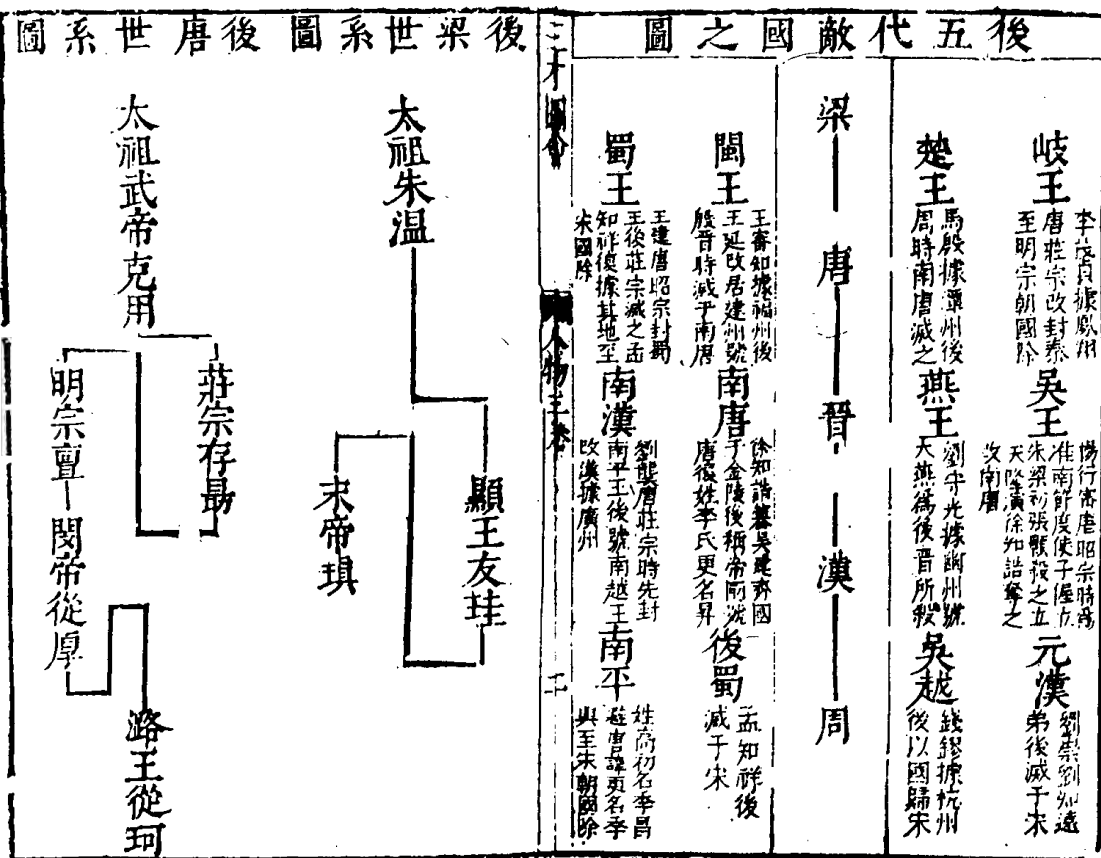 後五代敵國之圖
岐王
李茂貞據鳳翔
唐莊宗改封秦
至明宗朝國除
吳王
楊行密唐昭宗時為
淮南節度使子渥立
朱梁初張顥殺之立
隆演徐知誥奪之
改南唐
元漢
劉崇劉知遠
弟後滅于宋
楚王
馬殷據潭州後
周時南唐滅之
燕王
劉守光據幽州號
大燕爲後晉所殺
吳越
錢鏐據杭州
後以國歸宋
梁
唐
晉
漢
周
閩王
王審知據福州後
王延政居建州號
殷晉時滅于南唐
南唐
徐知誥篡吳建齊國
于金陵後稱帝國號
唐復姓李氏更名昪
後蜀
孟知祥後
滅于宋
蜀王
王建唐昭宗封蜀
王後莊宗滅之孟
知祥復據其地至
宋國除
南漢
劉龑唐莊宗時先封
南平王後號南越王
改漢據廣州
南平
姓高初名季昌
避唐諱更名季
興至宋朝國除
三才圖會
人物三卷
後梁世系圖
太祖朱溫
顯王友珪
末帝瑱
後唐世系圖
太祖武帝克用
莊宗存勗
明宗亶
閔帝從厚
潞王從珂